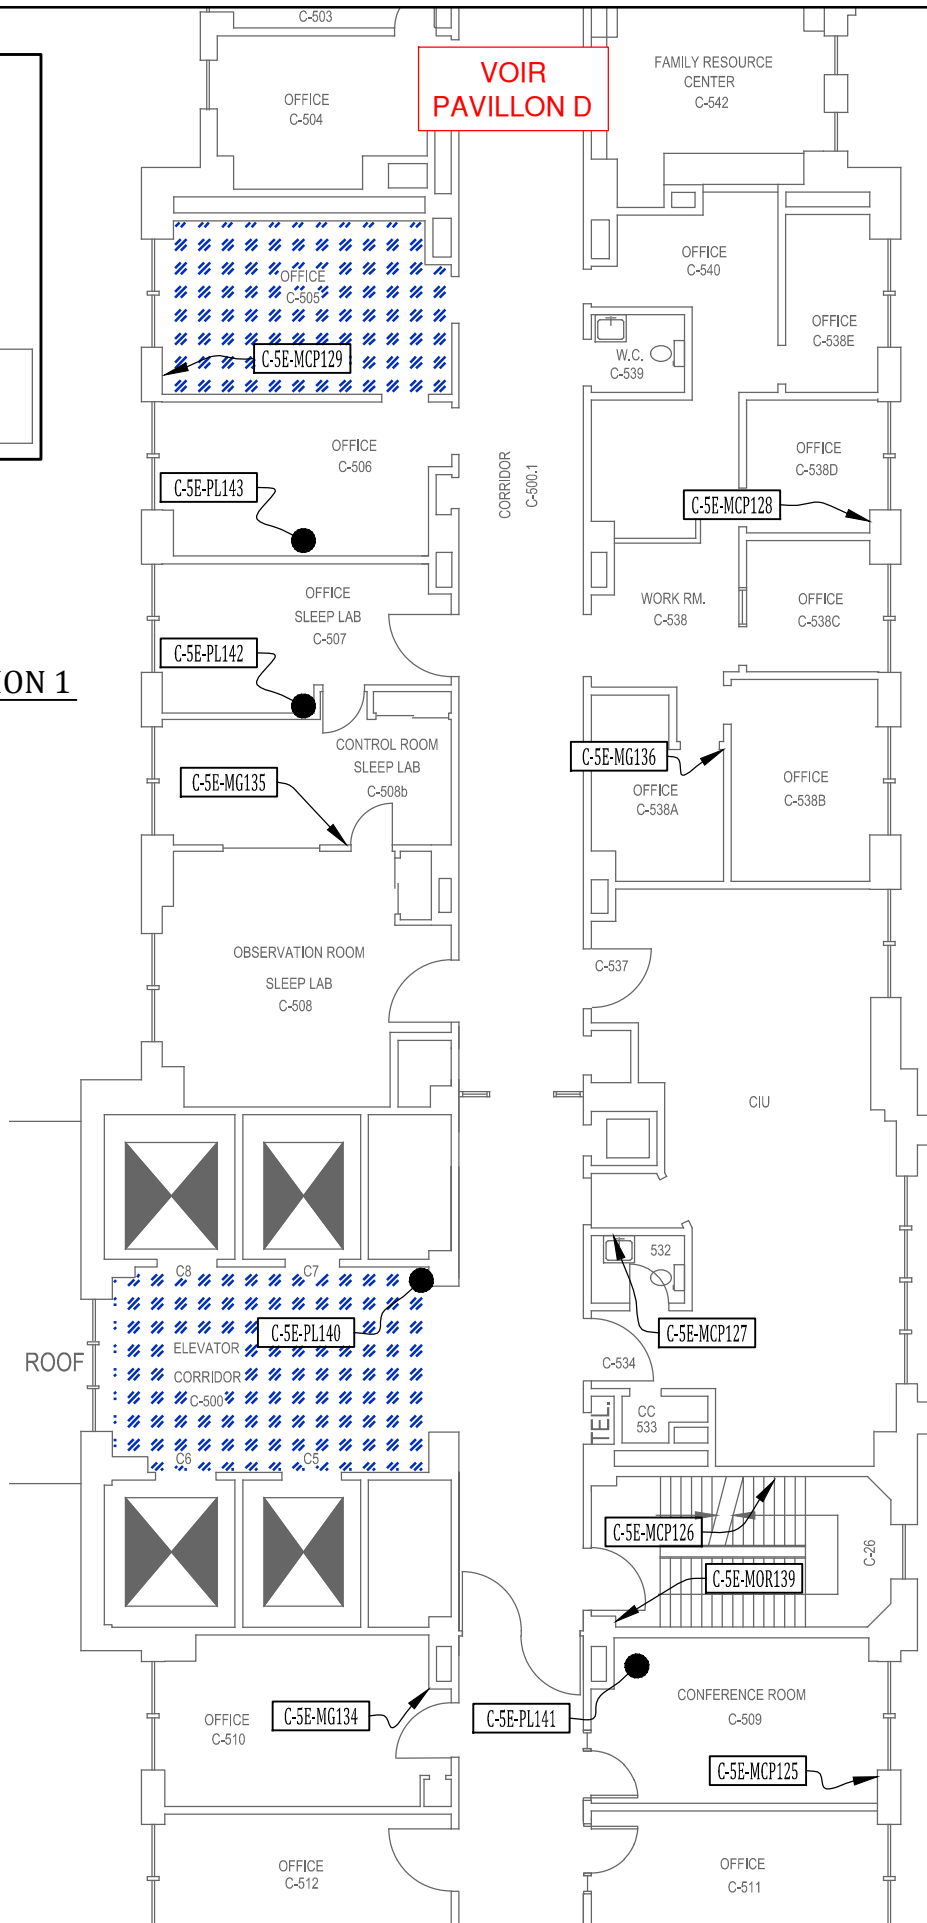 C-503
VOIR
PAVILLON D
FAMILY RESOURCE
CENTER
C-542
OFFICE
C-504
OFFICE
C-540
OFFICE
C-505
OFFICE
C-538E
C-5E-MCP129
W.C.
C-539
OFFICE
C-506
CORRIDOR
C-500.1
OFFICE
C-538D
C-5E-PL143
C-5E-MCP128
OFFICE
SLEEP LAB
C-507
WORK RM.
C-538
OFFICE
C-538C
C-5E-PL142
ION 1
CONTROL ROOM
SLEEP LAB
C-508b
C-5E-MG135
C-5E-MG136
OFFICE
C-538A
OFFICE
C-538B
OBSERVATION ROOM
SLEEP LAB
C-508
C-537
CIU
C8
C7
532
C-5E-PL140
C-5E-MCP127
ELEVATOR
CORRIDOR
C-500
ROOF
C-534
TEL.
CC
533
C6
C5
C-5E-MCP126
C-26
C-5E-MOR139
C-5E-MG134
C-5E-PL141
OFFICE
C-510
CONFERENCE ROOM
C-509
C-5E-MCP125
OFFICE
C-512
OFFICE
C-511